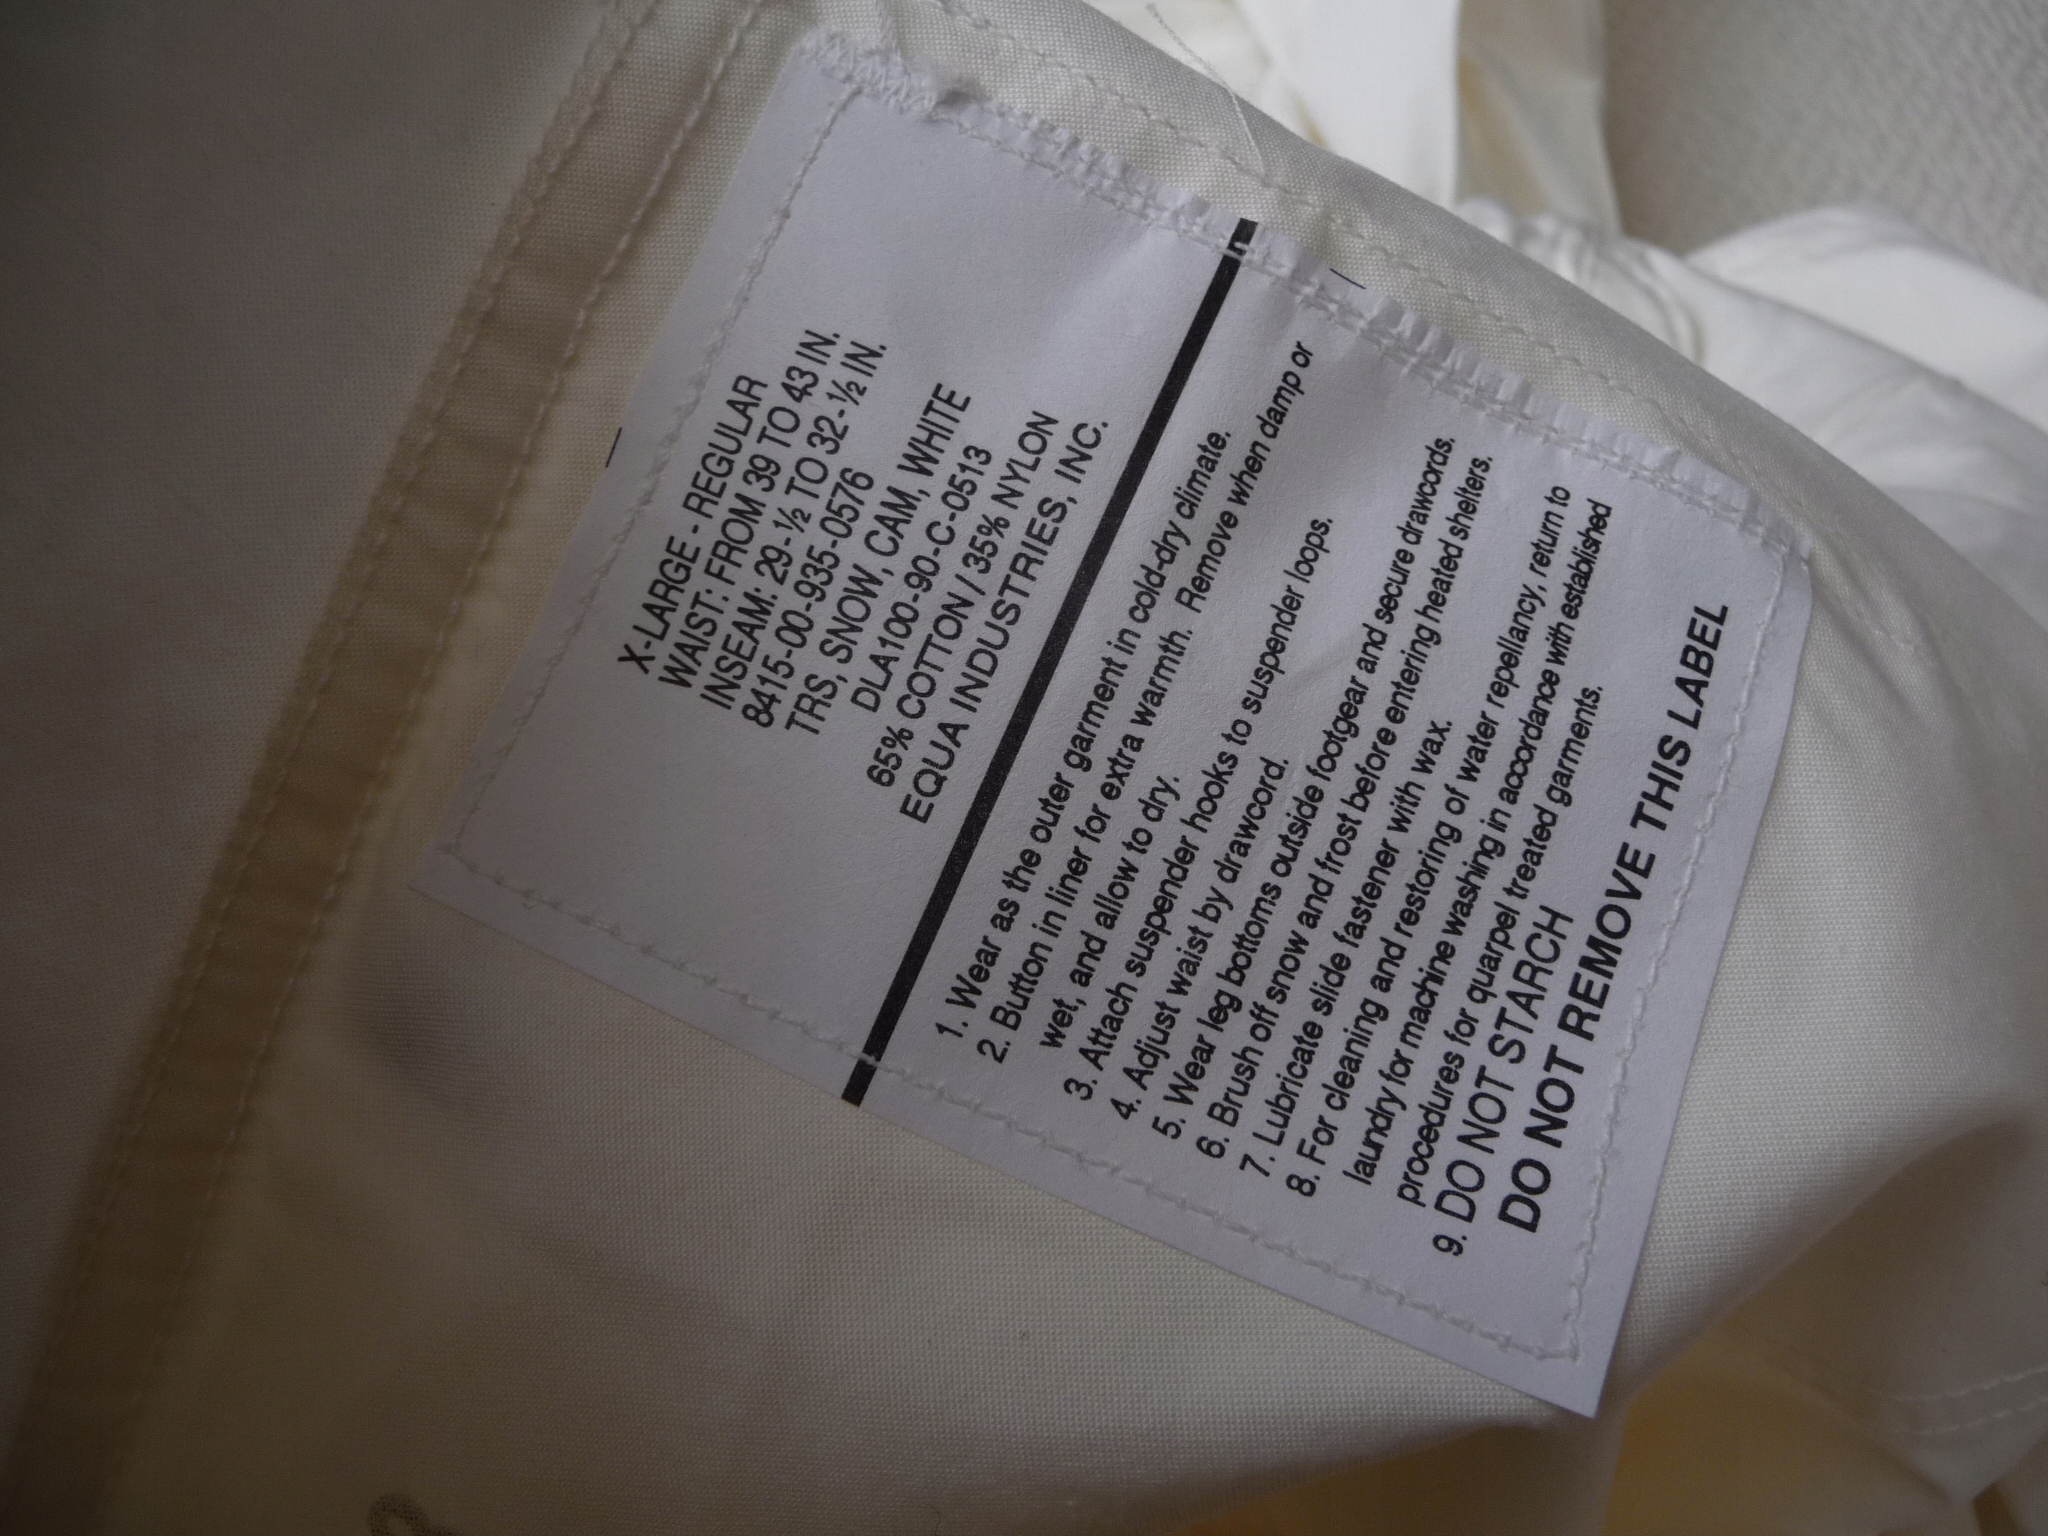 X-LARGE - REGULAR
WAIST: FROM 39 TO 43 IN.
INSEAM: 29-½ TO 32-½ IN.
8415-00-935-0576
TRS, SNOW, CAM, WHITE
DLA100-90-C-0513
65% COTTON / 35% NYLON
EQUA INDUSTRIES, INC.
1. Wear as the outer garment in cold-dry climate.
2. Button in liner for extra warmth. Remove when damp or
wet, and allow to dry.
3. Attach suspender hooks to suspender loops.
4. Adjust waist by drawcord.
5. Wear leg bottoms outside footgear and secure drawcords.
6. Brush off snow and frost before entering heated shelters.
7. Lubricate slide fastener with wax.
8. For cleaning and restoring of water repellancy, return to
laundry for machine washing in accordance with established
procedures for quarpel treated garments.
9. DO NOT STARCH
DO NOT REMOVE THIS LABEL